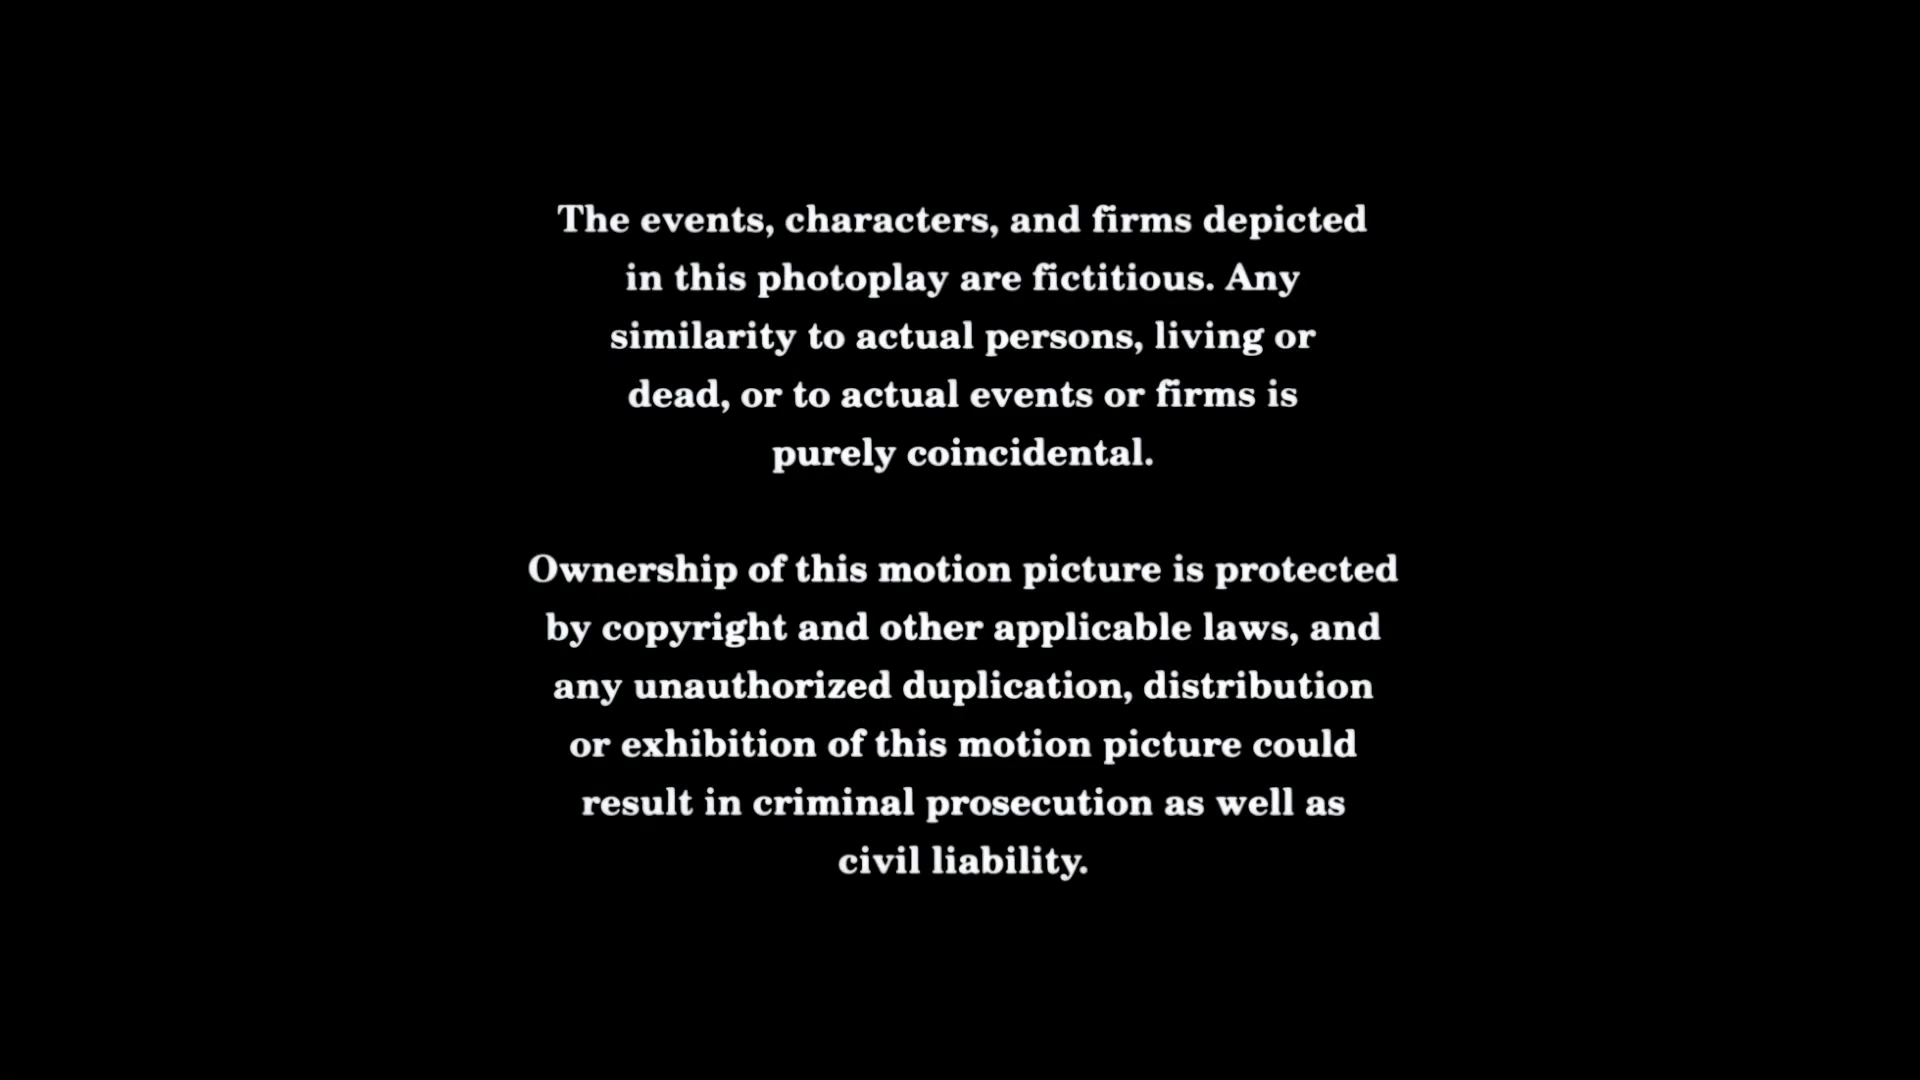 The events, characters, and firms depicted
in this photoplay are fictitious. Any
similarity to actual persons, living or
dead, or to actual events or firms is
purely coincidental.
Ownership of this motion picture is protected
by copyright and other applicable laws, and
any unauthorized duplication, distribution
or exhibition of this motion picture could
result in criminal prosecution as well as
civil liability.